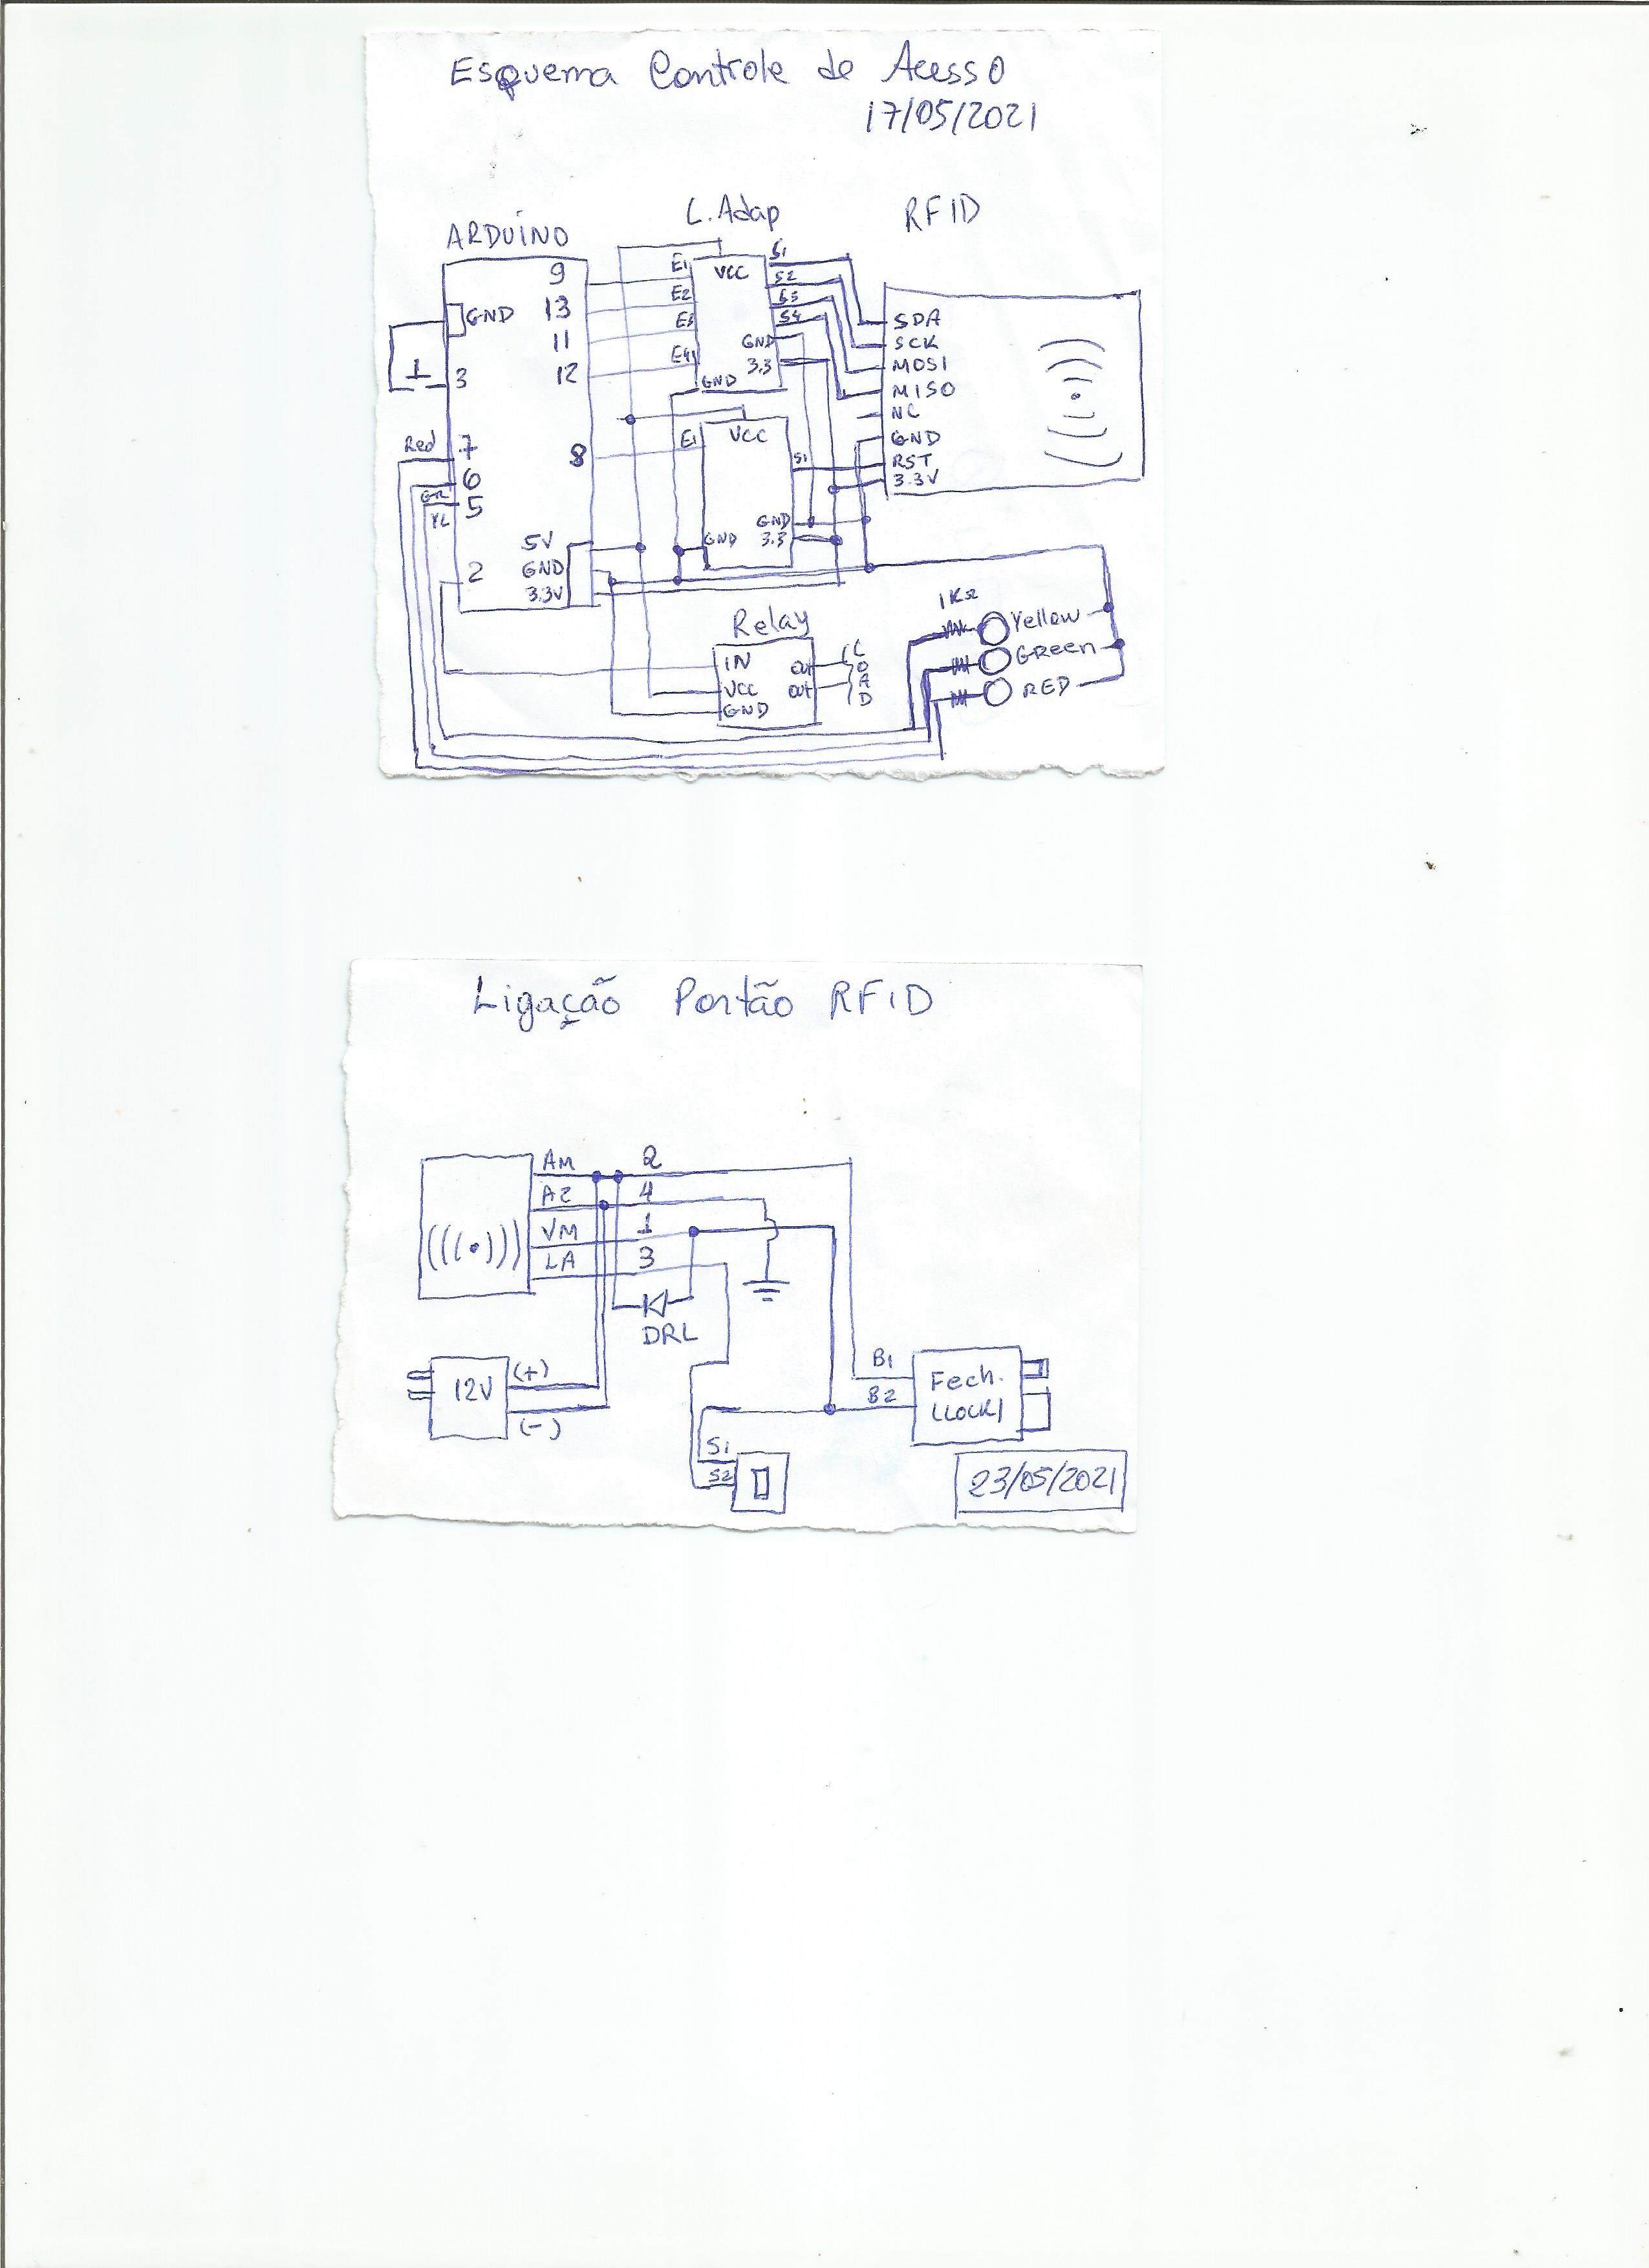 Esquema Controle de Acesso
17/05/2021
ARDUINO
L. Adap
RFID
9
GND
13
11
3
12
Red
7
8
6
GR
5
YL
5V
2
GND
3.3V
E1
VCC
S1
E2
S2
E3
S3
S4
E4
GND
3.3
GND
E1
VCC
S1
GND
GND
3.3
SDA
SCK
MOSI
MISO
NC
GND
RST
3.3V
Relay
IN
out
VCC
out
GND
LOAD
1KΩ
Yellow
GReen
RED
Ligação Portão RFID
AM 2
AZ 4
VM 1
LA 3
DRL
12V
(+)
(-)
B1
B2
Fech.
(LOCK)
S1
S2
23/05/2021